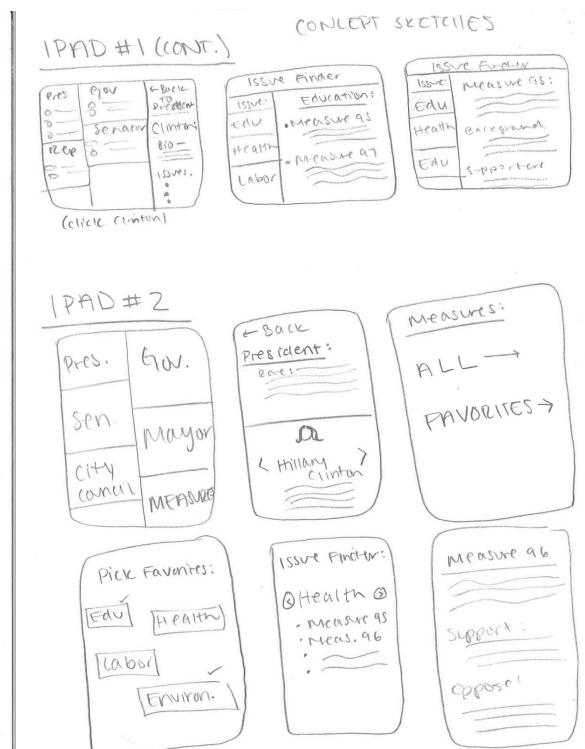 CONCEPT SKETCHES
IPAD #1 (CONT.)
Pres
Rep
Gov
Senator
← Back
TO
President
Clinton:
Bio —
Issues:
(click Clinton)
Issue Finder
Issue:
Edu
Health
Labor
Education:
• Measure 95
• Measure 97
Issue Finder
Issue:
Edu
Health
Edu
Measure 95:
Background
Supporters
IPAD #2
Pres.
Sen.
City
Council
Gov.
Mayor
MEASURE
← Back
President:
Role:
< Hillary >
Clinton
Measures:
ALL →
FAVORITES →
Pick Favorites:
Edu
Health
Labor
Environ.
Issue Finder:
< Health >
• Measure 95
• Meas. 96
Measure 96
Support:
Oppose: